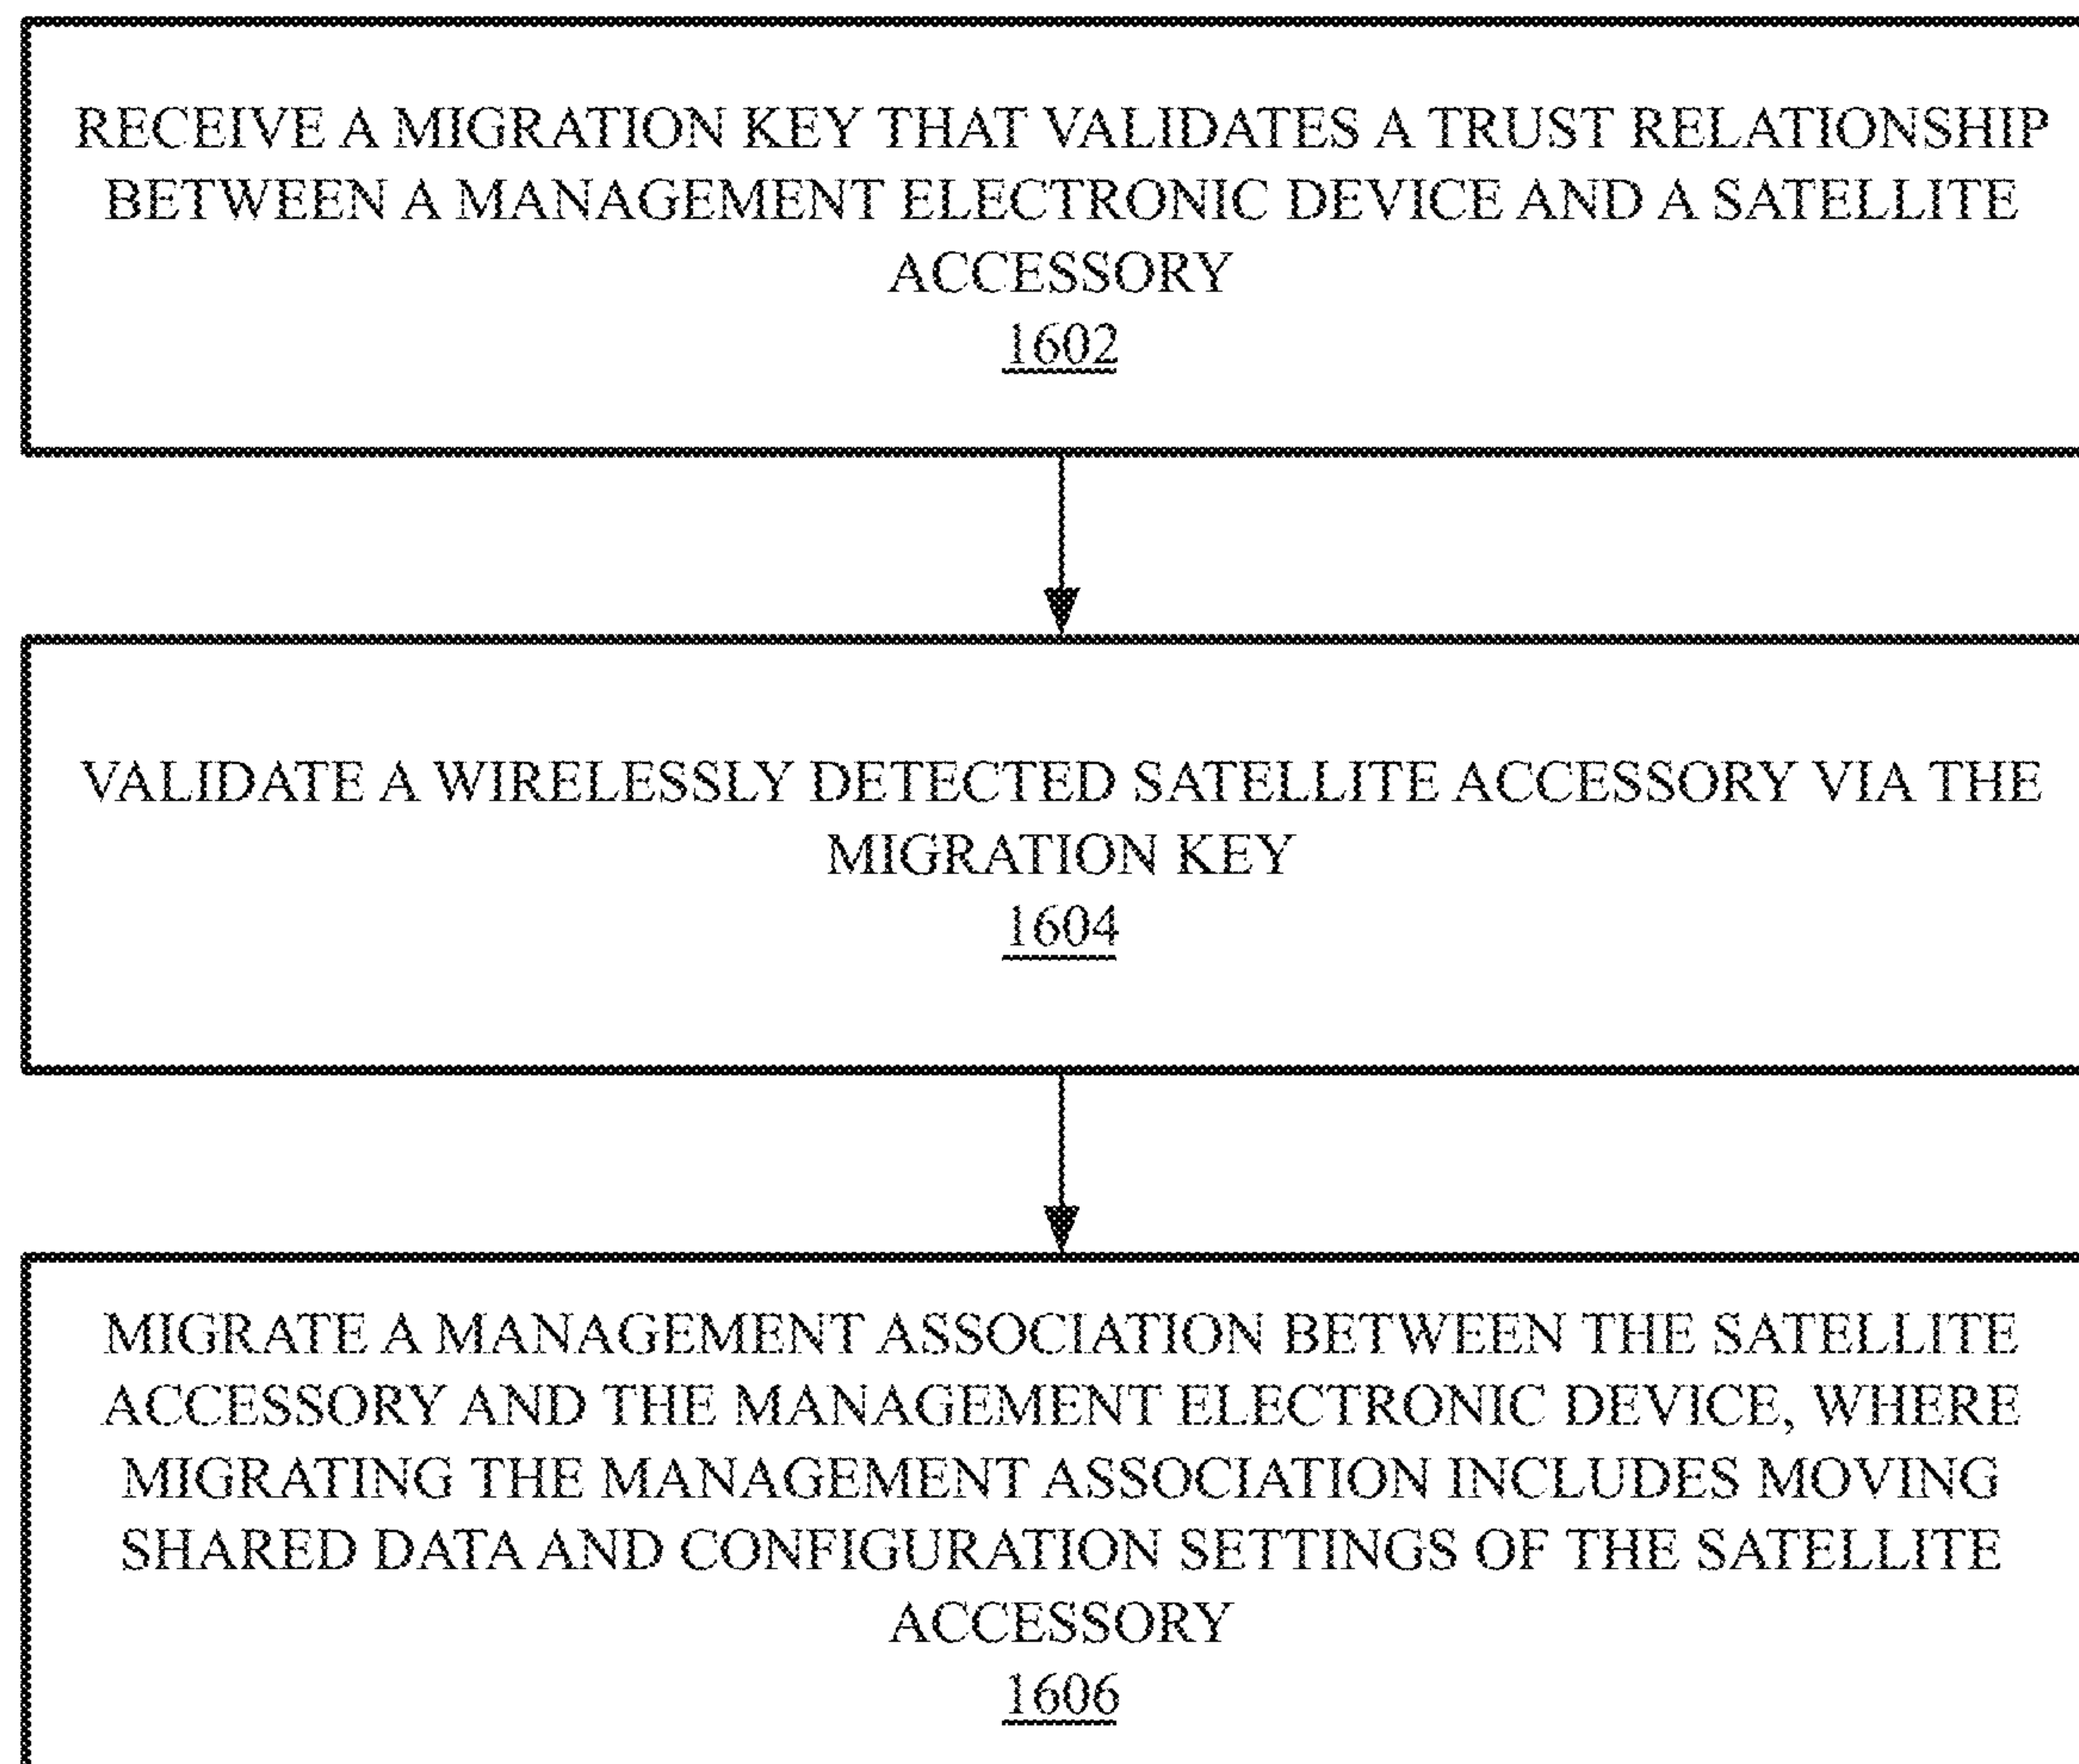 RECEIVE A MIGRATION KEY THAT VALIDATES A TRUST RELATIONSHIP
BETWEEN A MANAGEMENT ELECTRONIC DEVICE AND A SATELLITE
ACCESSORY
1602
VALIDATE A WIRELESSLY DETECTED SATELLITE ACCESSORY VIA THE
MIGRATION KEY
1604
MIGRATE A MANAGEMENT ASSOCIATION BETWEEN THE SATELLITE
ACCESSORY AND THE MANAGEMENT ELECTRONIC DEVICE, WHERE
MIGRATING THE MANAGEMENT ASSOCIATION INCLUDES MOVING
SHARED DATA AND CONFIGURATION SETTINGS OF THE SATELLITE
ACCESSORY
1606